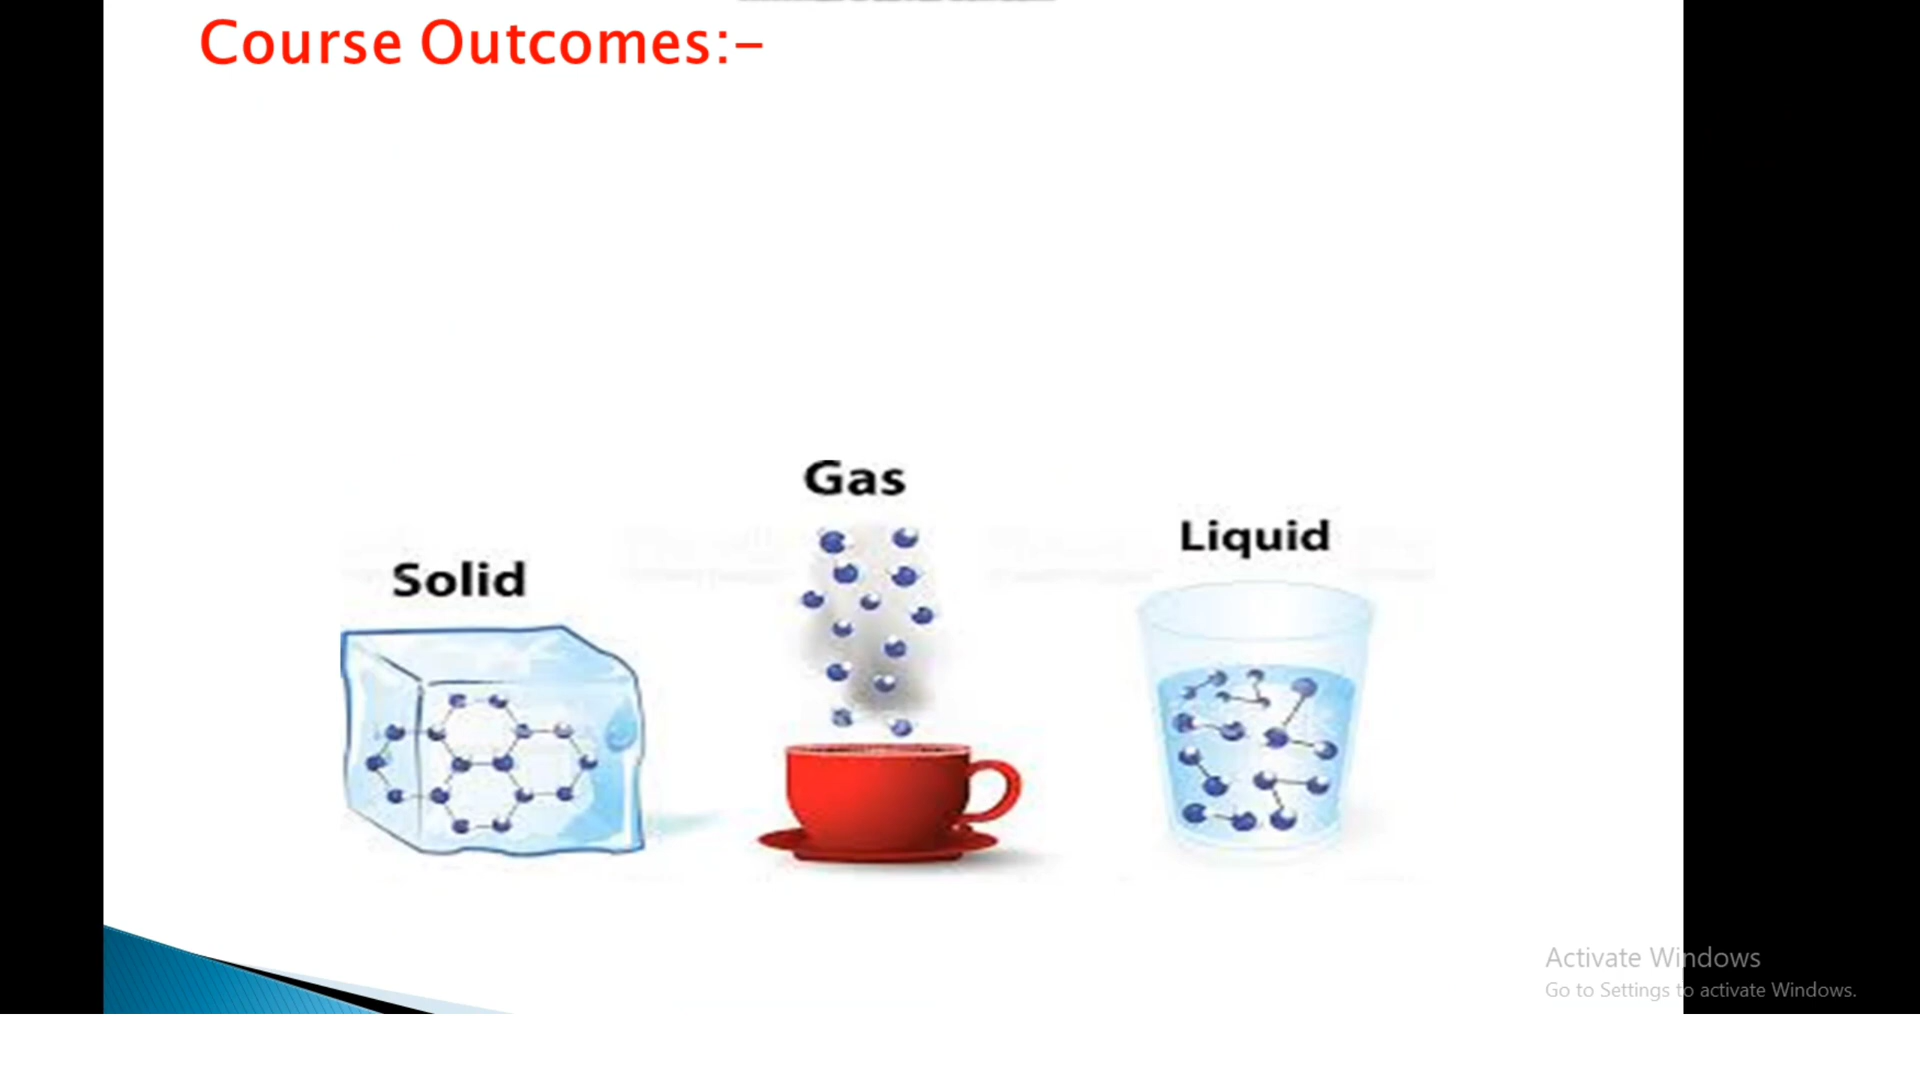 Course Outcomes:-
Gas
Liquid
Solid
Activate Windows
Go to Settings to activate Windows.